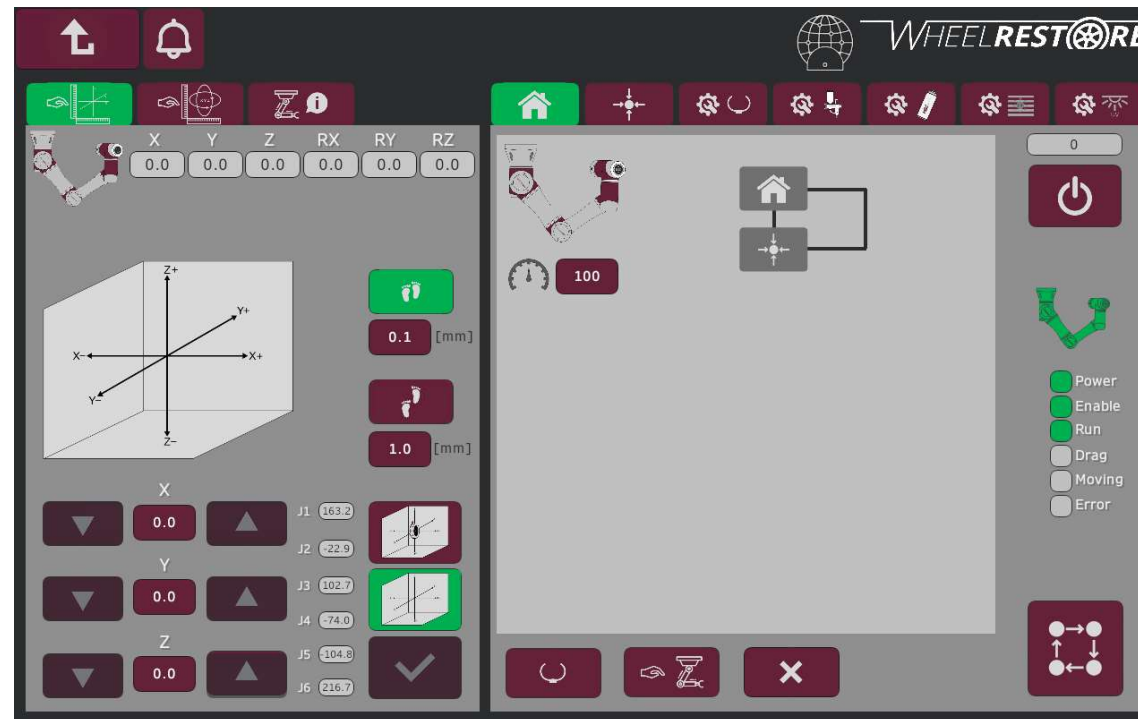 WHEELRESTORE
X Y Z RX RY RZ
0.0 0.0 0.0 0.0 0.0 0.0
0
100
Z+
Y+
X- X+
Y-
Z-
0.1 [mm]
1.0 [mm]
Power
Enable
Run
Drag
Moving
Error
X
0.0
J1 163.2
J2 -22.9
Y
0.0
J3 102.7
J4 -74.0
Z
0.0
J5 -104.8
J6 216.7